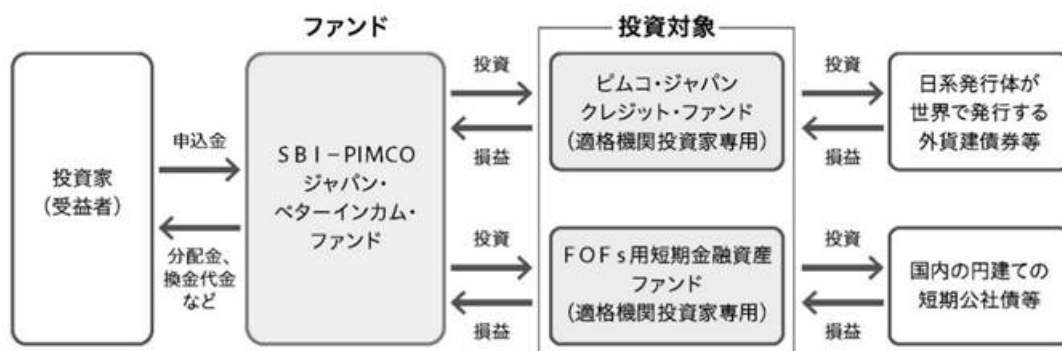 ファンド
投資対象
投資家
(受益者)
申込金
分配金、
換金代金
など
SBI-PIMCO
ジャパン・
ベターインカム・
ファンド
投資
損益
ピムコ・ジャパン
クレジット・ファンド
(適格機関投資家専用)
投資
損益
日系発行体が
世界で発行する
外貨建債券等
投資
損益
FOFs用短期金融資産
ファンド
(適格機関投資家専用)
投資
損益
国内の円建ての
短期公社債等